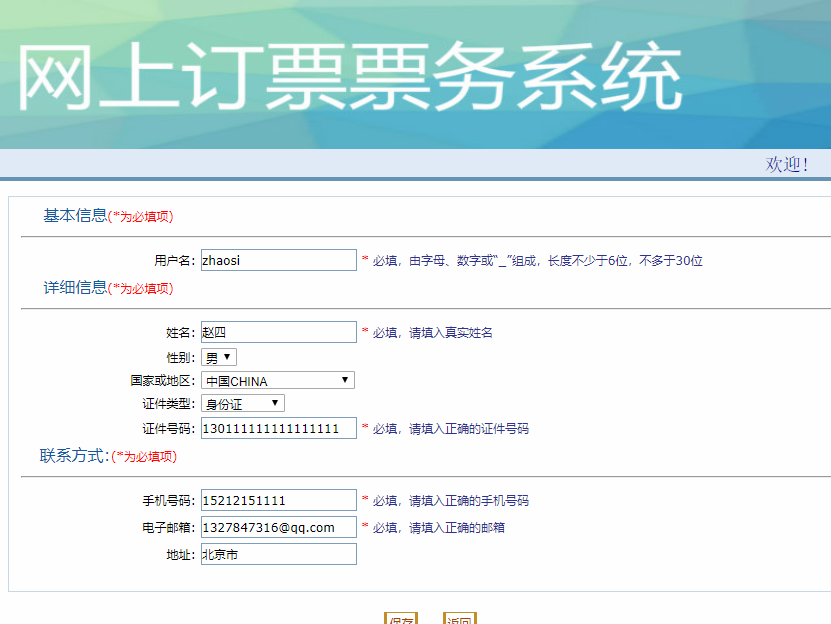 网上订票票务系统
欢迎!
基本信息(*为必填项)
用户名: zhaosi * 必填，由字母、数字或“_”组成，长度不少于6位，不多于30位
详细信息(*为必填项)
姓名: 赵四 * 必填，请填入真实姓名
性别: 男
国家或地区: 中国CHINA
证件类型: 身份证
证件号码: 130111111111111111 * 必填，请填入正确的证件号码
联系方式:(*为必填项)
手机号码: 15212151111 * 必填，请填入正确的手机号码
电子邮箱: 1327847316@qq.com * 必填，请填入正确的邮箱
地址: 北京市
保存 返回